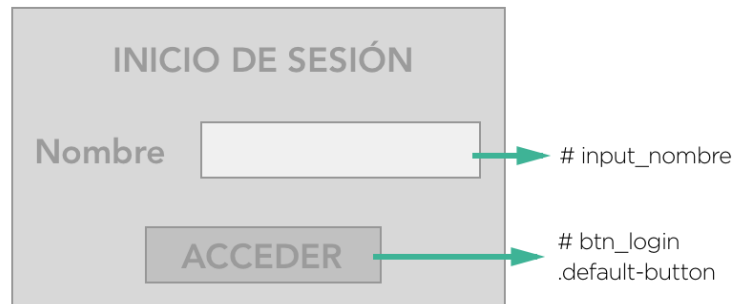 INICIO DE SESIÓN
Nombre
# input_nombre
ACCEDER
# btn_login
.default-button